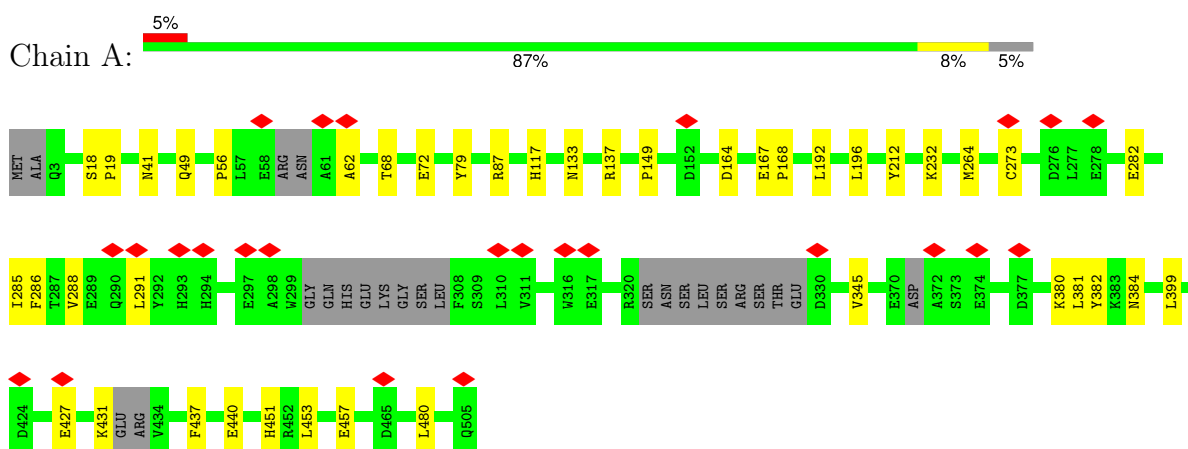 5%
Chain A:
87% 8% 5%
MET ALA Q3 S18 P19 N41 Q49 P56 L57 E58 ARG ASN A61 A62 T68 E72 Y79 R87 H117 N133 R137 P149 D152 D164 E167 P168 L192 L196 Y212 K232 M264 C273 D276 L277 E278 E282
I285 F286 T287 V288 E289 Q290 L291 Y292 H293 H294 E297 A298 W299 GLY GLN HIS GLU LYS GLY SER LEU F308 S309 L310 V311 W316 E317 R320 SER ASN SER LEU SER ARG SER THR GLU D330 V345 E370 ASP A372 S373 E374 D377 K380 L381 Y382 K383 N384 L399
D424 E427 K431 GLU ARG V434 F437 E440 H451 R452 L453 E457 D465 L480 Q505